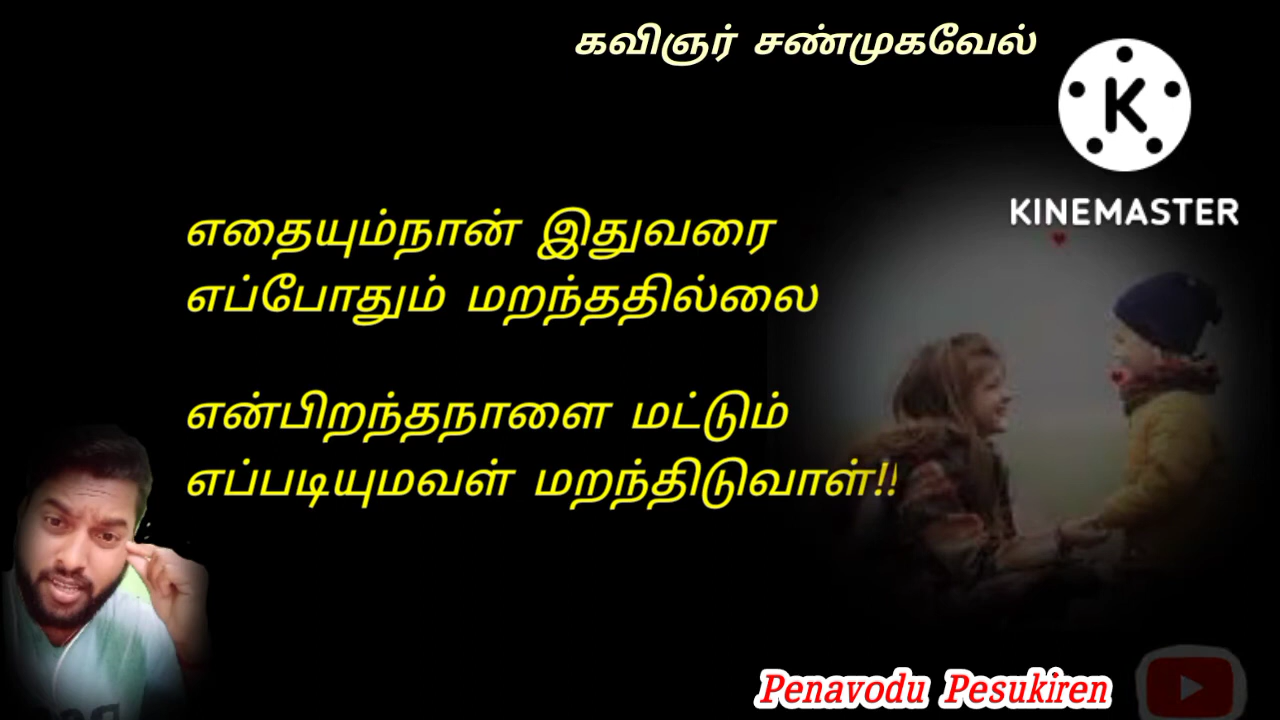 கவிஞர் சண்முகவேல்
K
KINEMASTER
எதையும்நான் இதுவரை
எப்போதும் மறந்ததில்லை
என்பிறந்தநாளை மட்டும்
எப்படியுமவள் மறந்திடுவாள்!!
Penavodu Pesukiren